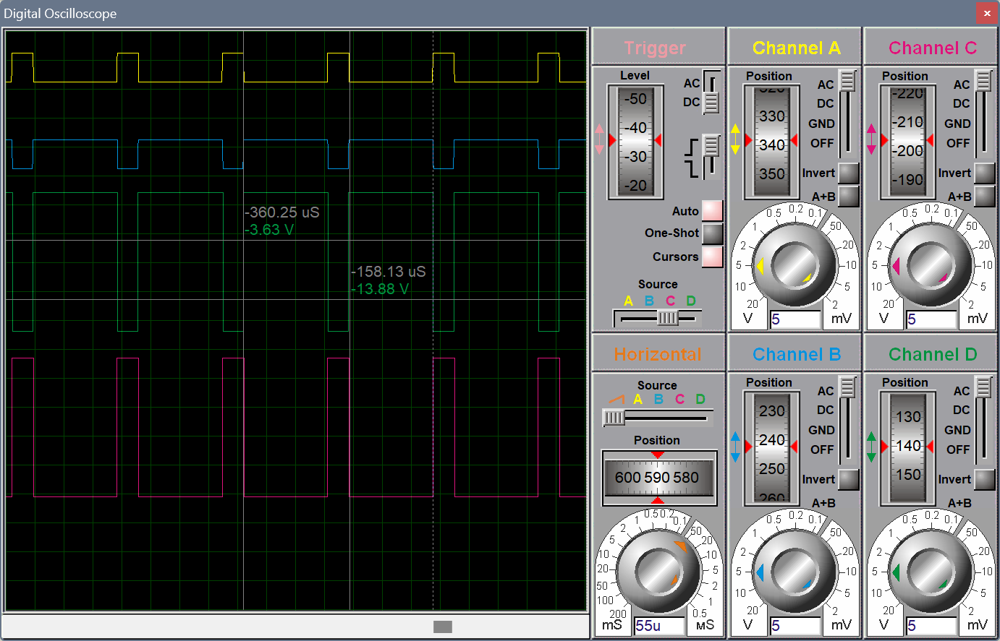 Digital Oscilloscope
-360.25 uS
-3.63 V
-158.13 uS
-13.88 V
Trigger
Level
-50
-40
-30
-20
AC
DC
Auto
One-Shot
Cursors
Source
A B C D
Channel A
Position
320
330
340
350
AC
DC
GND
OFF
Invert
A+B
20 10 5 2 1 0.5 0.2 0.1 50 20 10 5 2
V 5 mV
Channel C
Position
-220
-210
-200
-190
AC
DC
GND
OFF
Invert
A+B
20 10 5 2 1 0.5 0.2 0.1 50 20 10 5 2
V 5 mV
Horizontal
Source
A B C D
Position
600 590 580
200 100 50 20 10 5 2 1 0.5 0.2 0.1 50 20 10 5 2 1 0.5
mS 55u мS
Channel B
Position
230
240
250
260
AC
DC
GND
OFF
Invert
A+B
20 10 5 2 1 0.5 0.2 0.1 50 20 10 5 2
V 5 mV
Channel D
Position
130
140
150
AC
DC
GND
OFF
Invert
A+B
20 10 5 2 1 0.5 0.2 0.1 50 20 10 5 2
V 5 mV